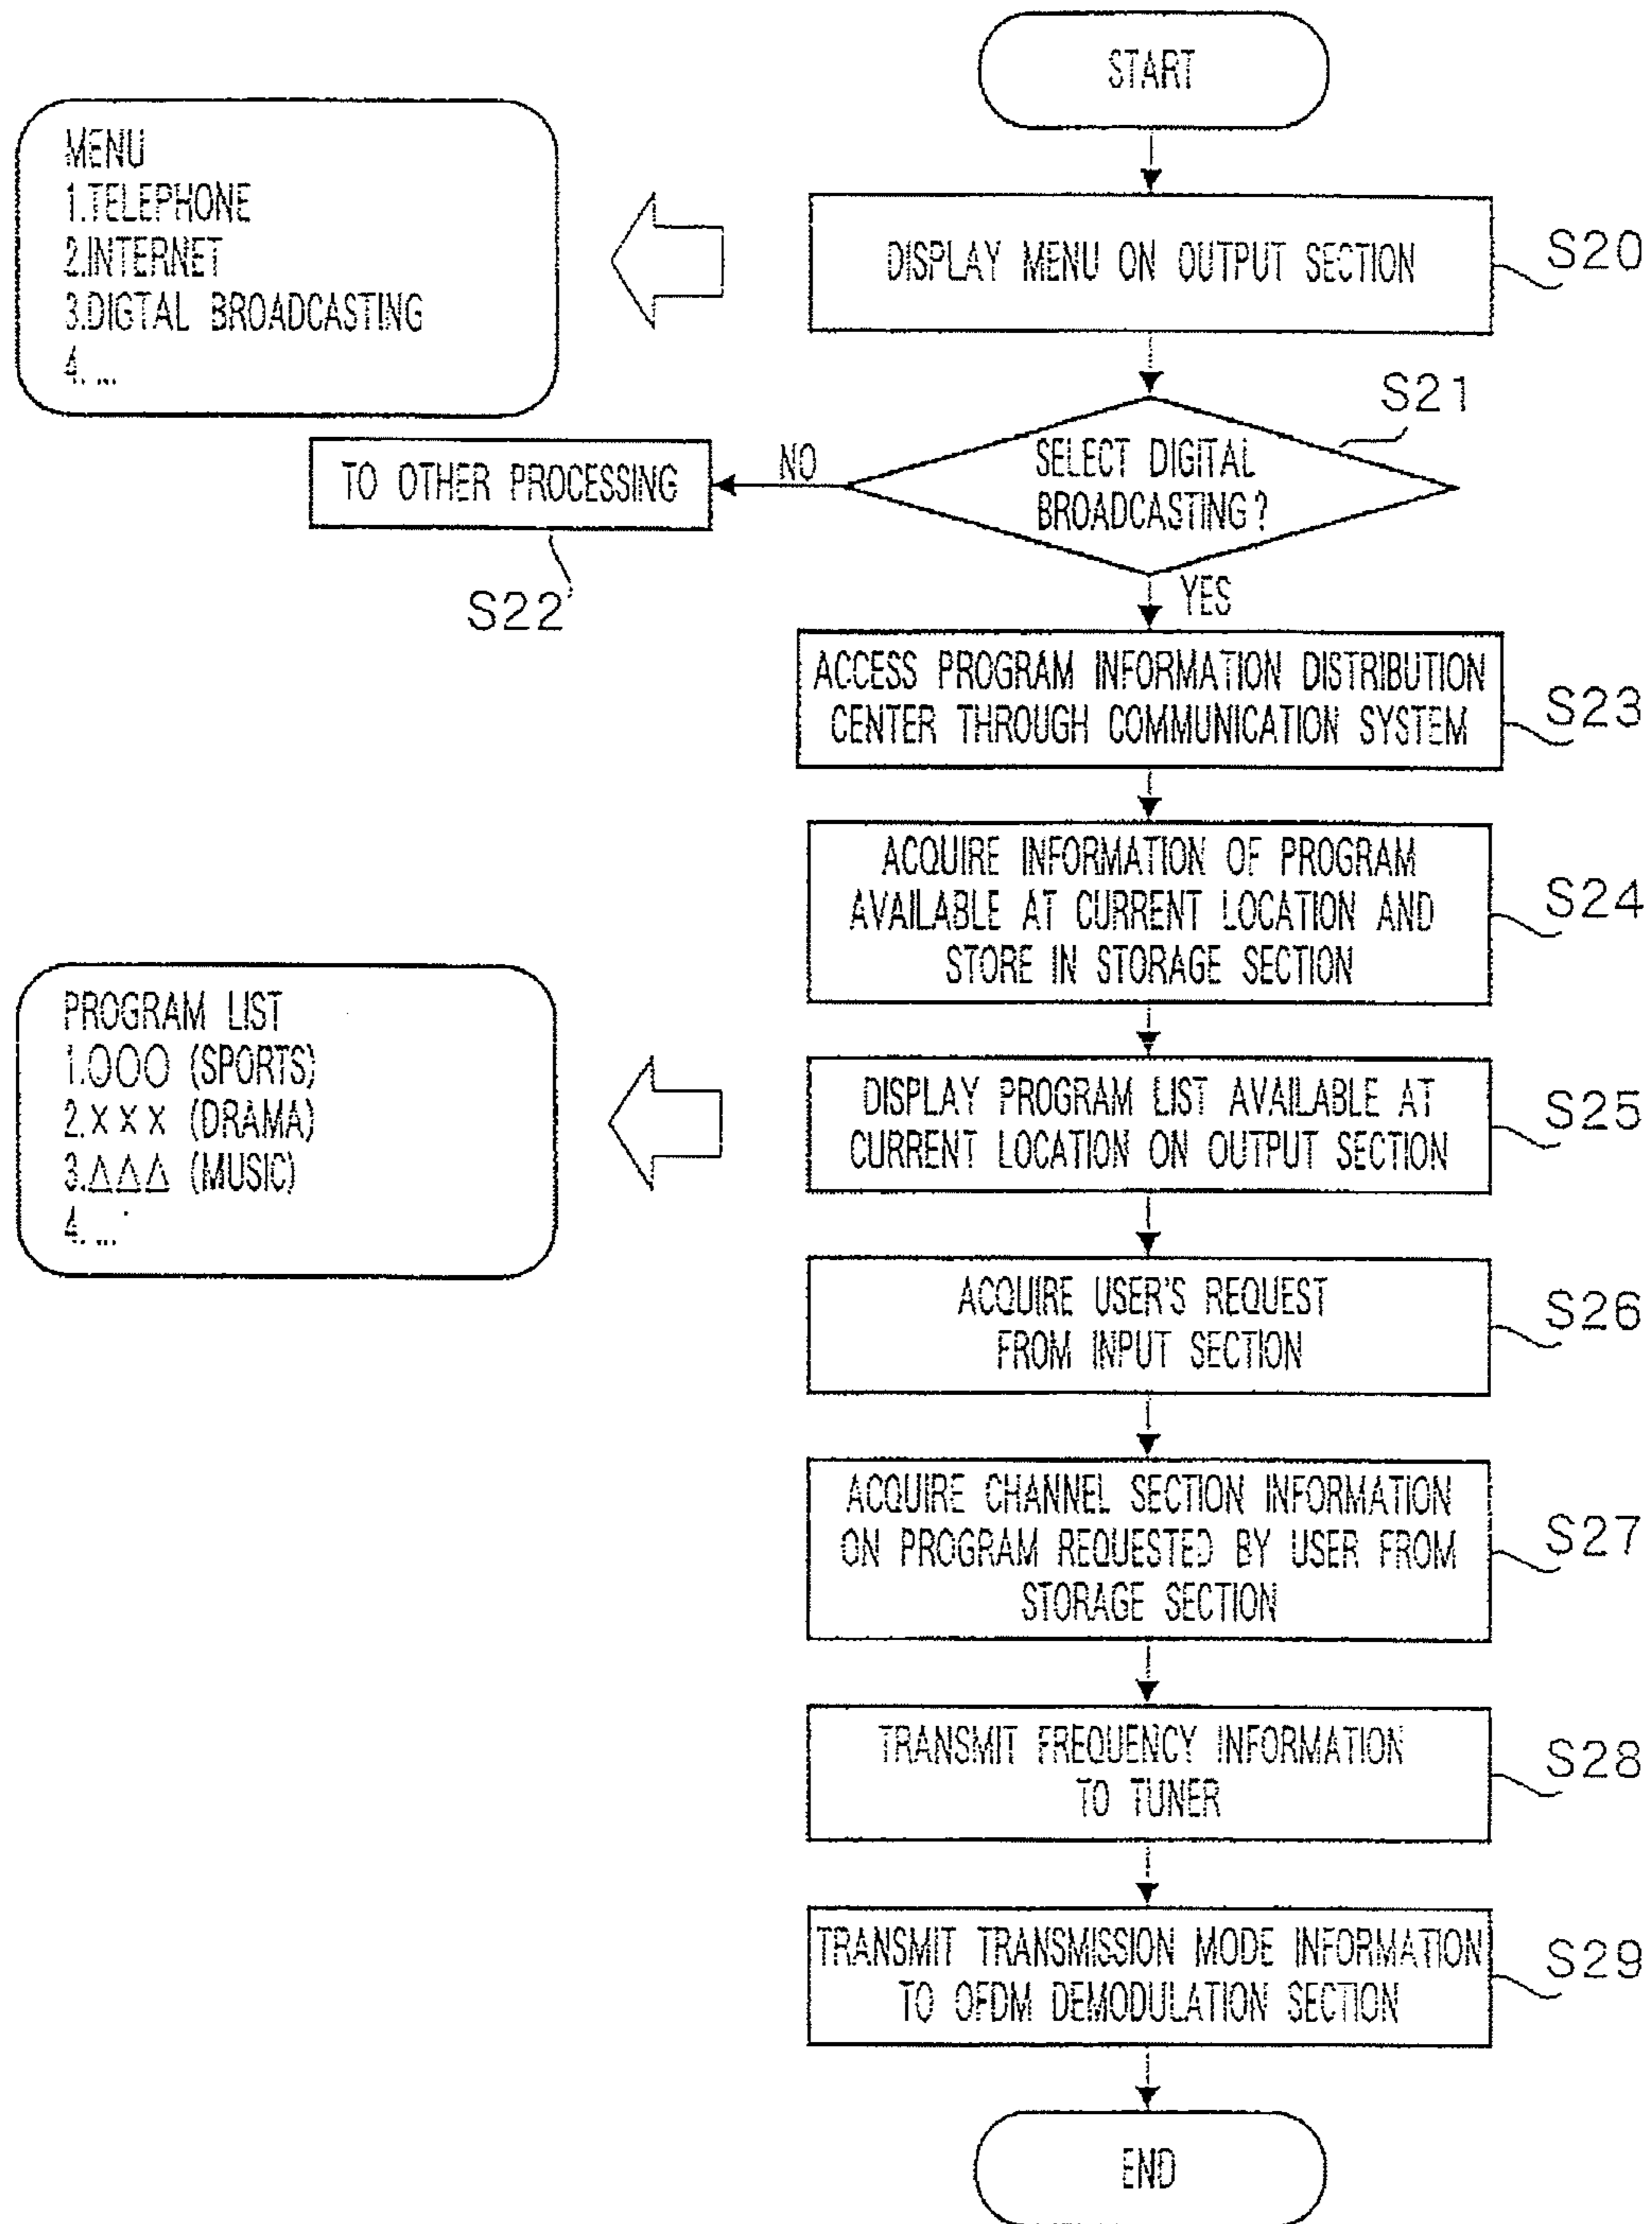 START
MENU
1.TELEPHONE
2.INTERNET
3.DIGTAL BROADCASTING
4. ...
DISPLAY MENU ON OUTPUT SECTION
S20
S21
SELECT DIGITAL
BROADCASTING?
NO
TO OTHER PROCESSING
S22
YES
ACCESS PROGRAM INFORMATION DISTRIBUTION
CENTER THROUGH COMMUNICATION SYSTEM
S23
ACQUIRE INFORMATION OF PROGRAM
AVAILABLE AT CURRENT LOCATION AND
STORE IN STORAGE SECTION
S24
PROGRAM LIST
1.○○○ (SPORTS)
2.××× (DRAMA)
3.△△△ (MUSIC)
4. ...
DISPLAY PROGRAM LIST AVAILABLE AT
CURRENT LOCATION ON OUTPUT SECTION
S25
ACQUIRE USER'S REQUEST
FROM INPUT SECTION
S26
ACQUIRE CHANNEL SECTION INFORMATION
ON PROGRAM REQUESTED BY USER FROM
STORAGE SECTION
S27
TRANSMIT FREQUENCY INFORMATION
TO TUNER
S28
TRANSMIT TRANSMISSION MODE INFORMATION
TO OFDM DEMODULATION SECTION
S29
END